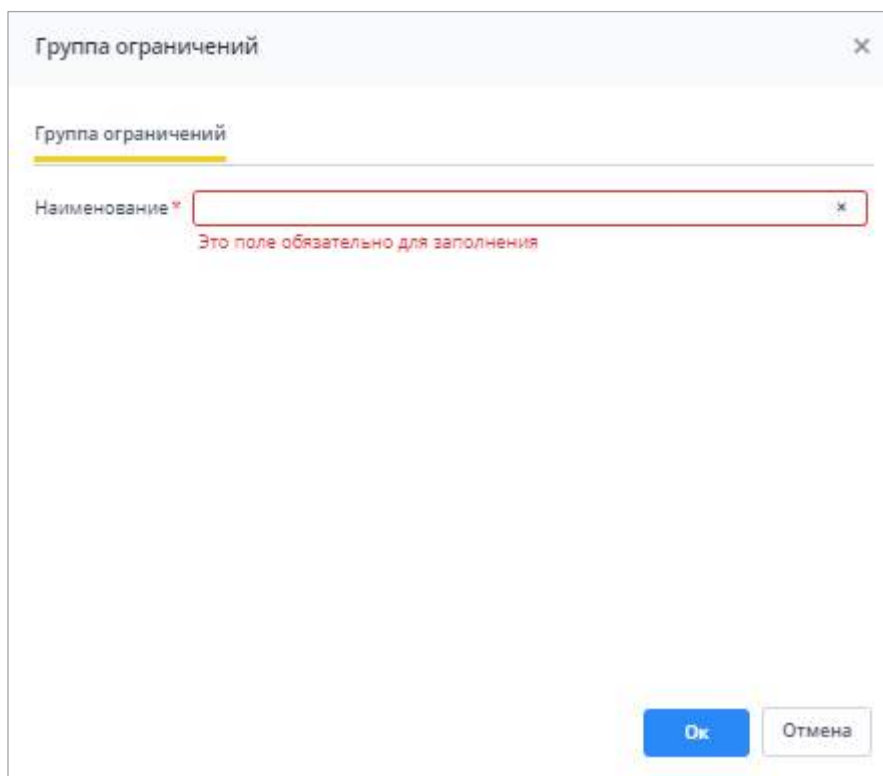 Группа ограничений
Группа ограничений
Наименование*
Это поле обязательно для заполнения
Ок Отмена